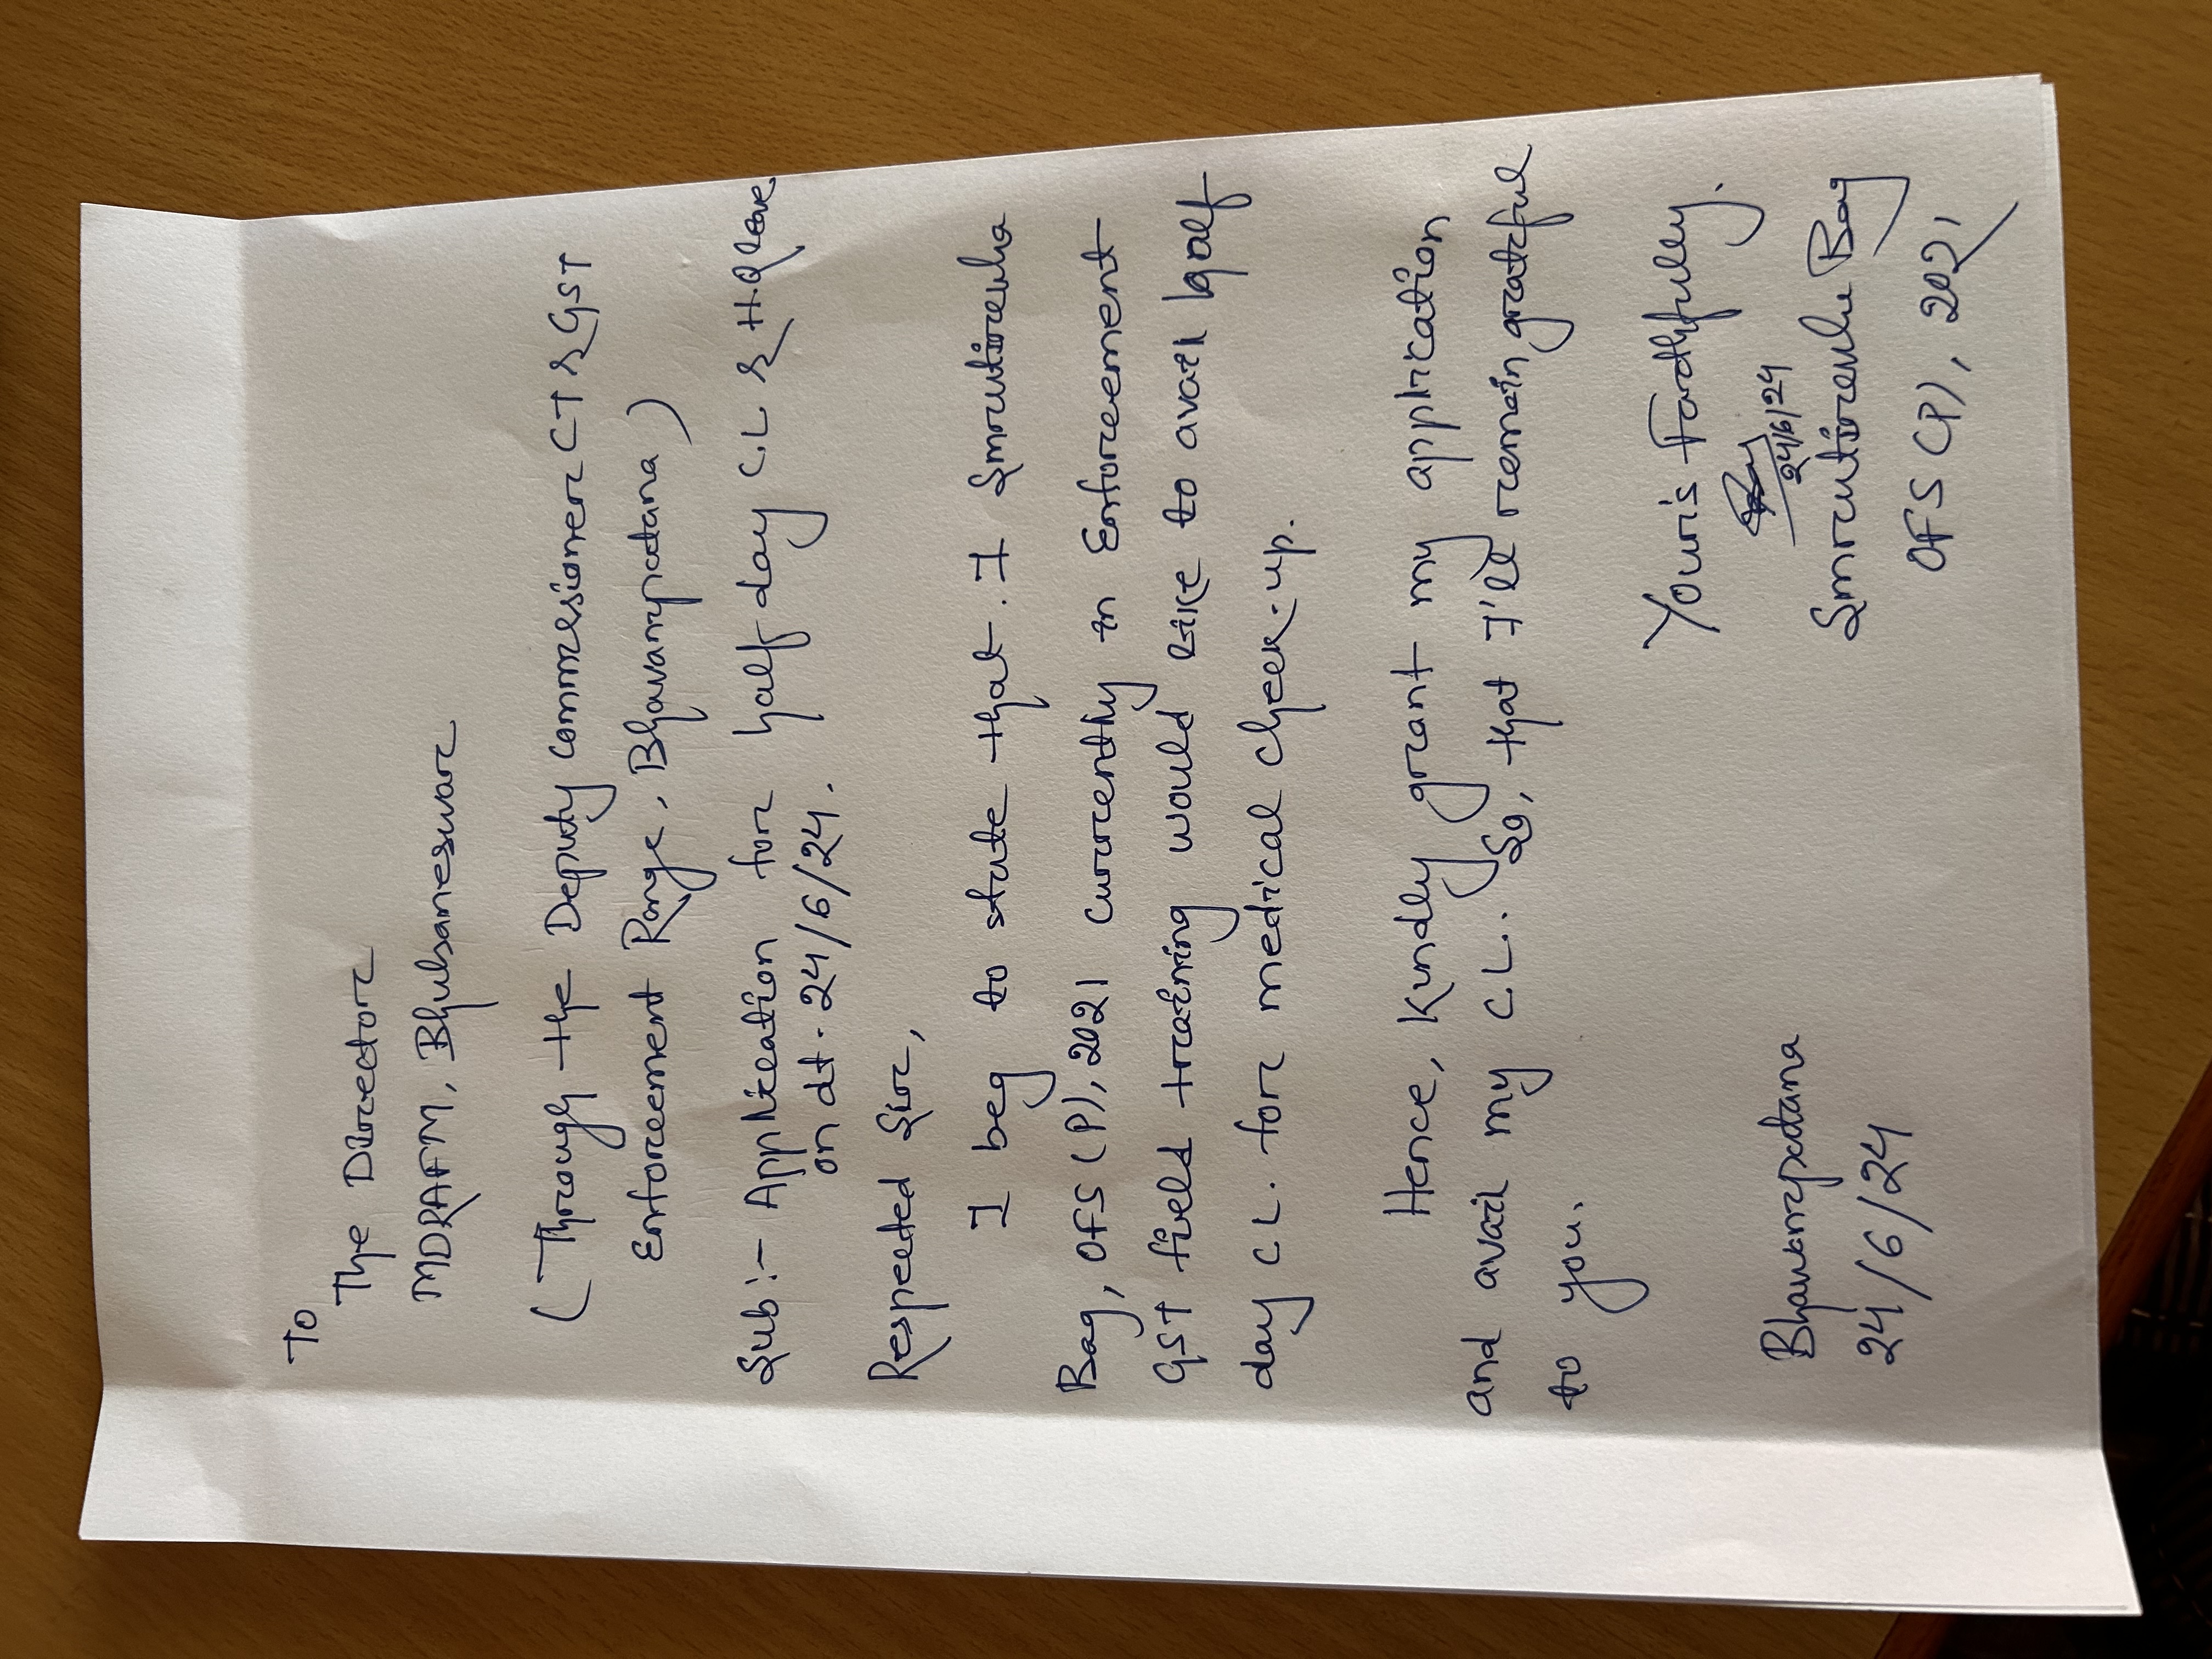 To
The Director
MDRAFM, Bhubaneswar
(Through the Deputy Commisioner CT & GST
Enforcement Range, Bhavanipatana)
Sub:- Application for half day C.L & H.Q leave
on dt. 24/6/24.
Respected Sir,
I beg to state that. I Smrutirekha
Bag, OFS (P), 2021 currently in Enforcement
GST field training would like to avail half
day C.L. for medical check-up.
Hence, Kindly grant my application
and avail my C.L.. So, that I'll remain grateful
to you.
Your's Faithfully.
24/6/24
Bhawanipatana
Smrutirekha Bag
24/6/24
OFS (P), 2021